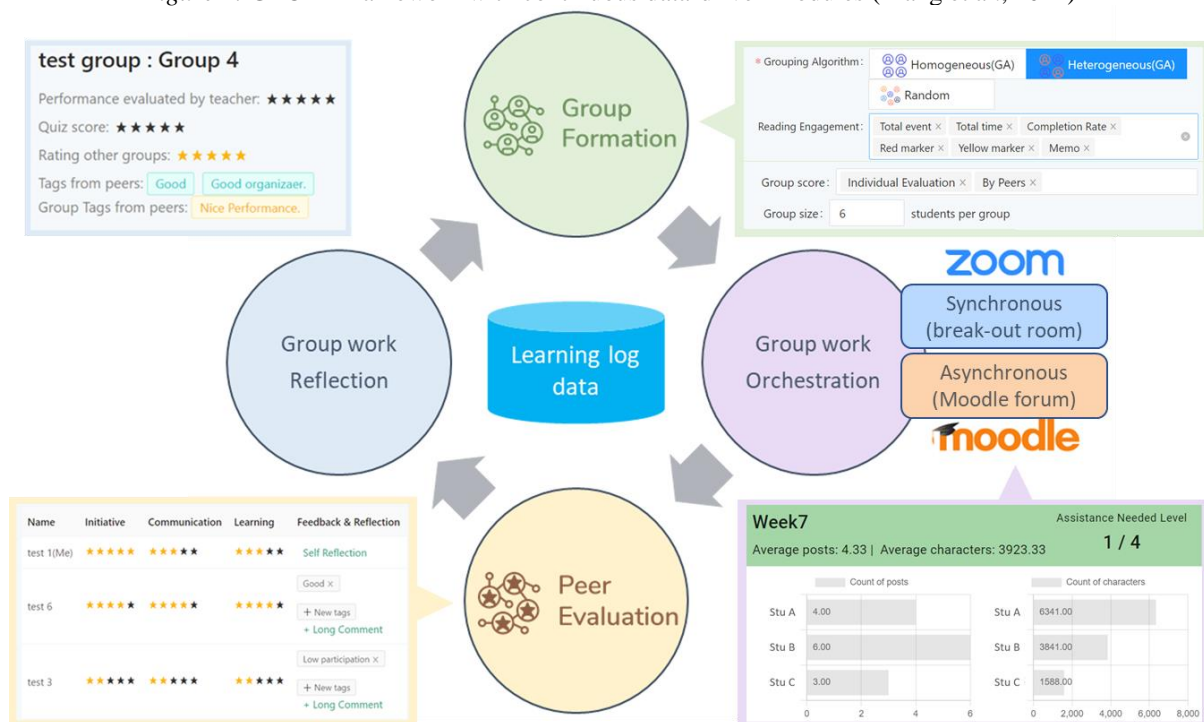 test group : Group 4
Performance evaluated by teacher: ★★★★★
Quiz score: ★★★★★
Rating other groups: ★★★★★
Tags from peers: Good Good organizaer.
Group Tags from peers: Nice Performance.
Group
Formation
* Grouping Algorithm: Homogeneous(GA) Heterogeneous(GA)
Random
Reading Engagement: Total event × Total time × Completion Rate ×
Red marker × Yellow marker × Memo ×
Group score: Individual Evaluation × By Peers ×
Group size: 6 students per group
Group work
Reflection
Learning log
data
Group work
Orchestration
zoom
Synchronous
(break-out room)
Asynchronous
(Moodle forum)
moodle
Name Initiative Communication Learning Feedback & Reflection
test 1(Me) ★★★★★ ★★★★★ ★★★★★ Self Reflection
Good ×
test 6 ★★★★★ ★★★★★ ★★★★★
+ New tags
+ Long Comment
Low participation ×
test 3 ★★★★★ ★★★★★ ★★★★★
+ New tags
+ Long Comment
Peer
Evaluation
Week7
Assistance Needed Level
1 / 4
Average posts: 4.33 | Average characters: 3923.33
Count of posts
Stu A 4.00
Stu B 6.00
Stu C 3.00
0 2 4 6
Count of characters
Stu A 6341.00
Stu B 3841.00
Stu C 1588.00
0 2,000 4,000 6,000 8,000